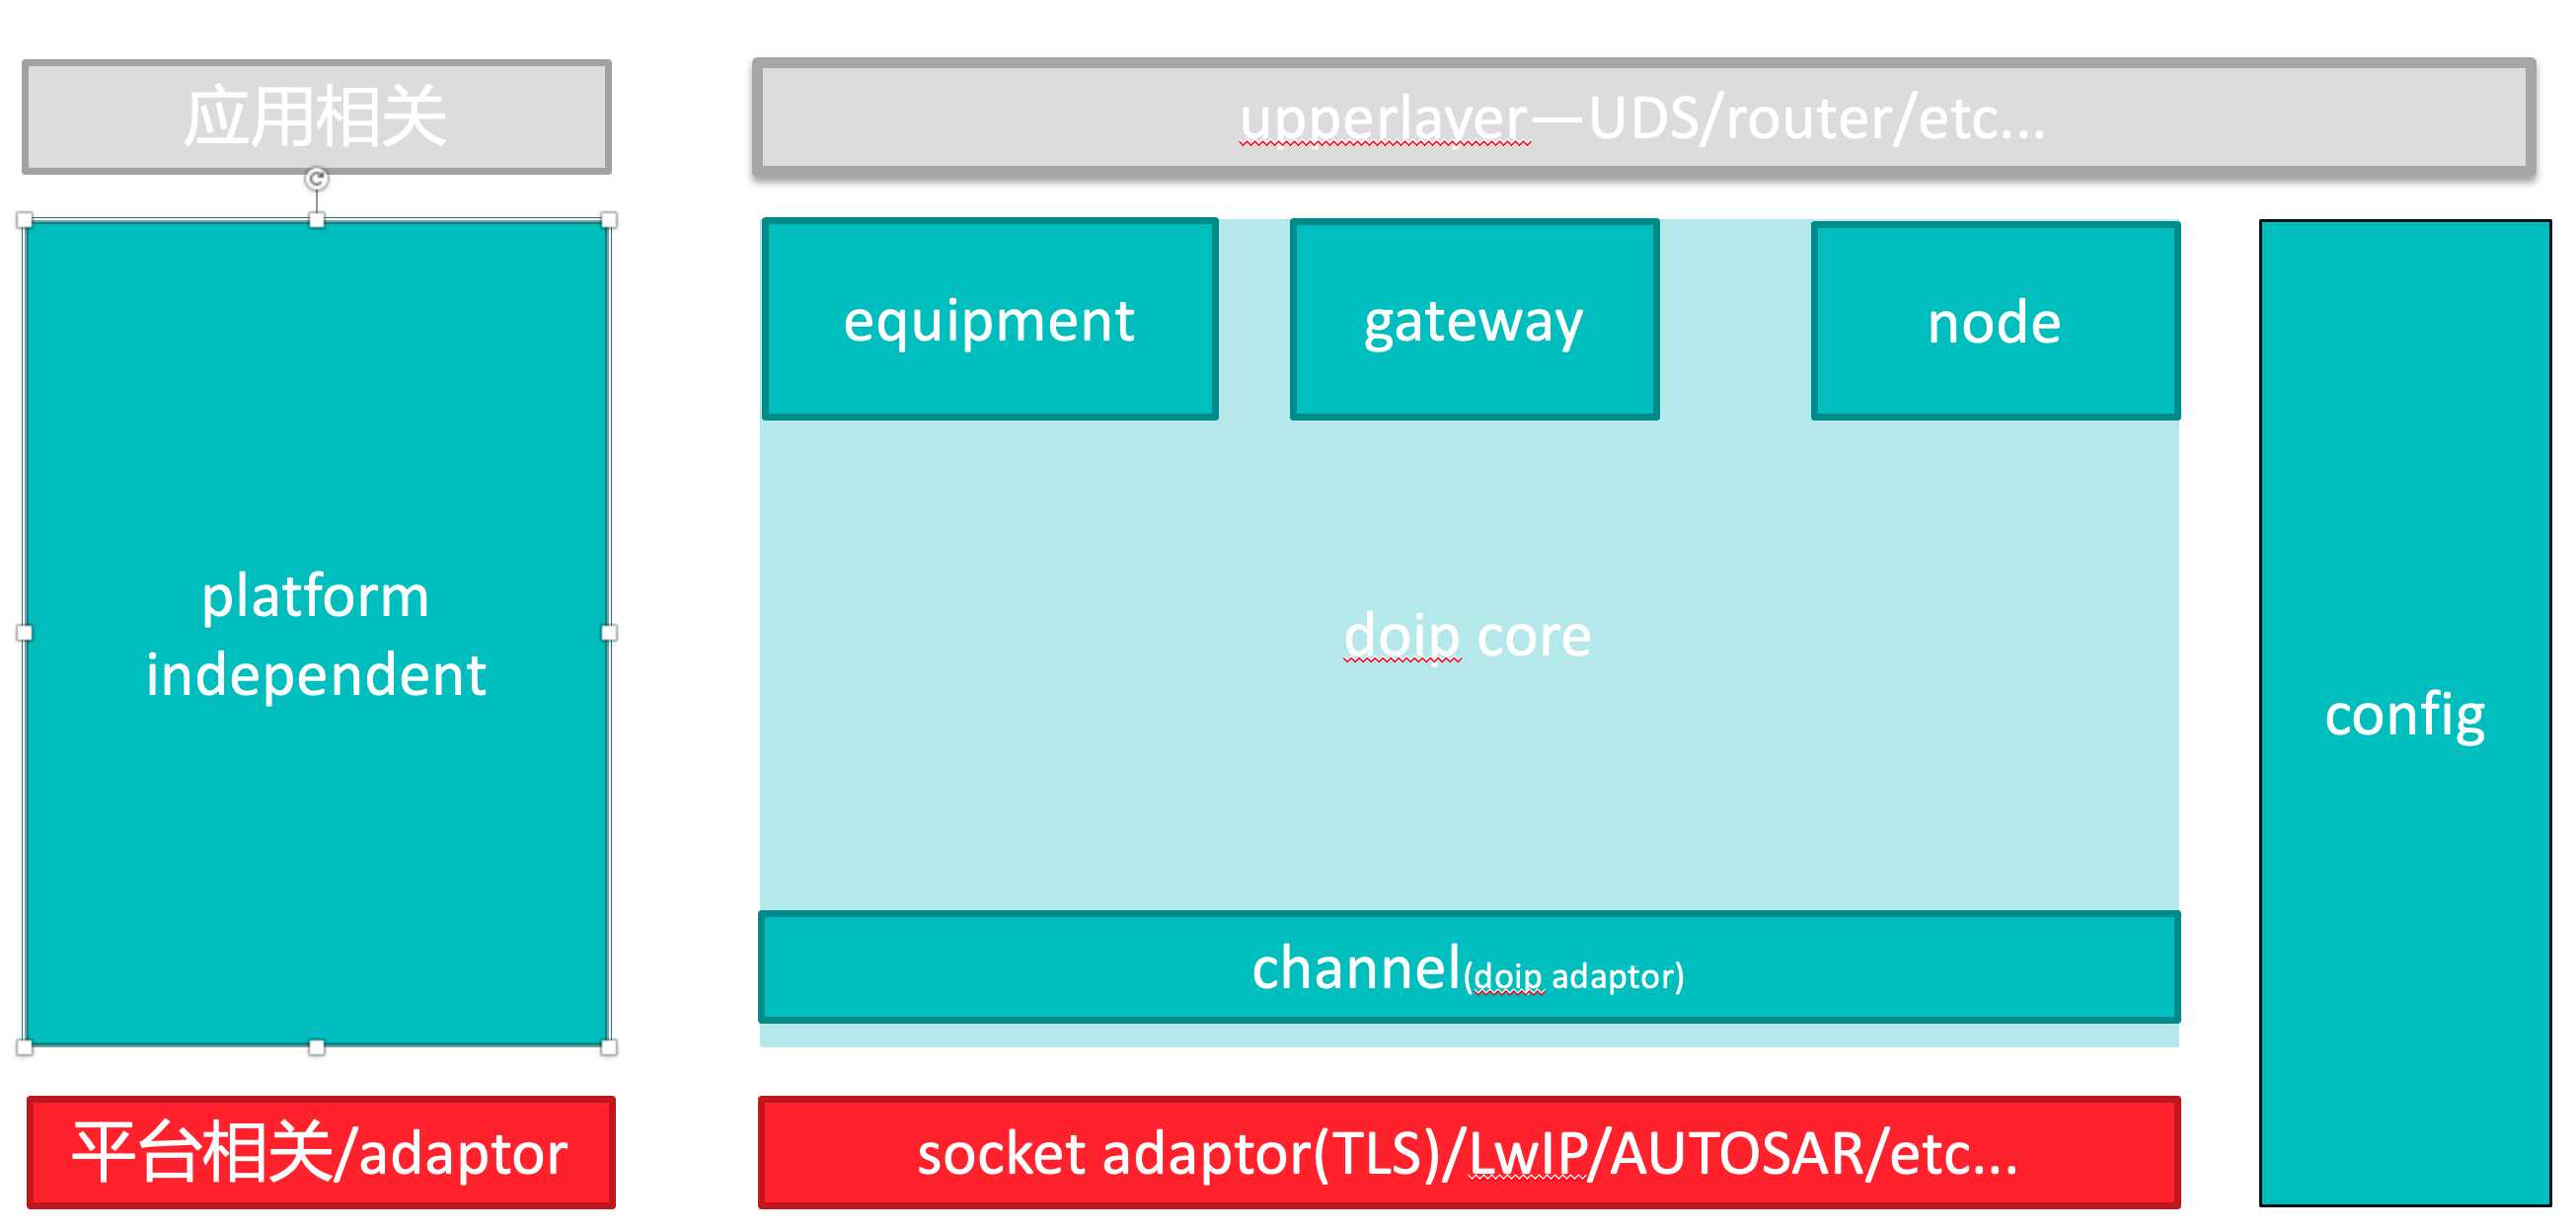 应用相关
upperlayer—UDS/router/etc...
equipment
gateway
node
platform
independent
doip core
config
channel(doip adaptor)
平台相关/adaptor
socket adaptor(TLS)/LwIP/AUTOSAR/etc...